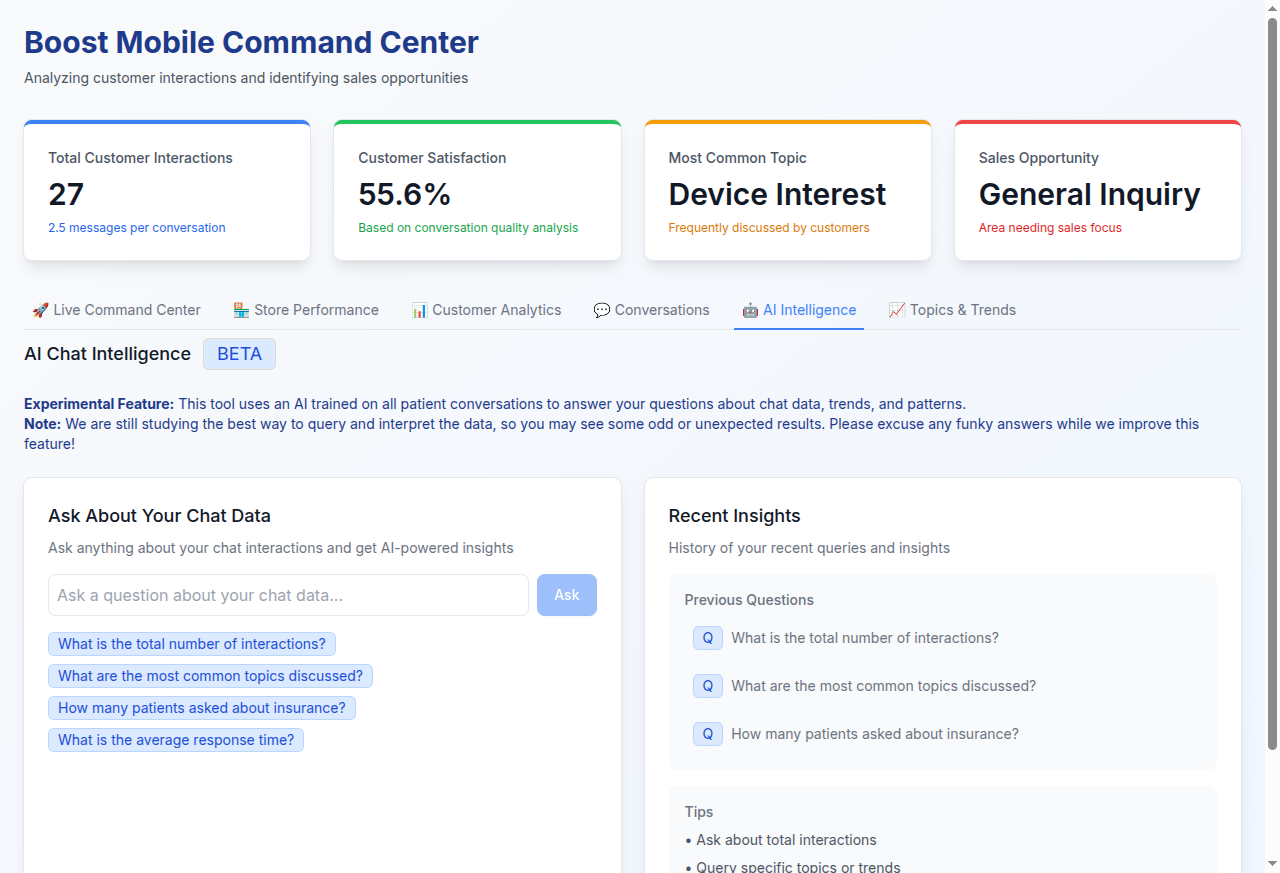 Boost Mobile Command Center
Analyzing customer interactions and identifying sales opportunities
Total Customer Interactions
27
2.5 messages per conversation
Customer Satisfaction
55.6%
Based on conversation quality analysis
Most Common Topic
Device Interest
Frequently discussed by customers
Sales Opportunity
General Inquiry
Area needing sales focus
🚀 Live Command Center
🏪 Store Performance
📊 Customer Analytics
💬 Conversations
🤖 AI Intelligence
📈 Topics & Trends
AI Chat Intelligence BETA
Experimental Feature: This tool uses an AI trained on all patient conversations to answer your questions about chat data, trends, and patterns.
Note: We are still studying the best way to query and interpret the data, so you may see some odd or unexpected results. Please excuse any funky answers while we improve this
feature!
Ask About Your Chat Data
Ask anything about your chat interactions and get AI-powered insights
Ask a question about your chat data...
Ask
What is the total number of interactions?
What are the most common topics discussed?
How many patients asked about insurance?
What is the average response time?
Recent Insights
History of your recent queries and insights
Previous Questions
Q What is the total number of interactions?
Q What are the most common topics discussed?
Q How many patients asked about insurance?
Tips
• Ask about total interactions
• Query specific topics or trends